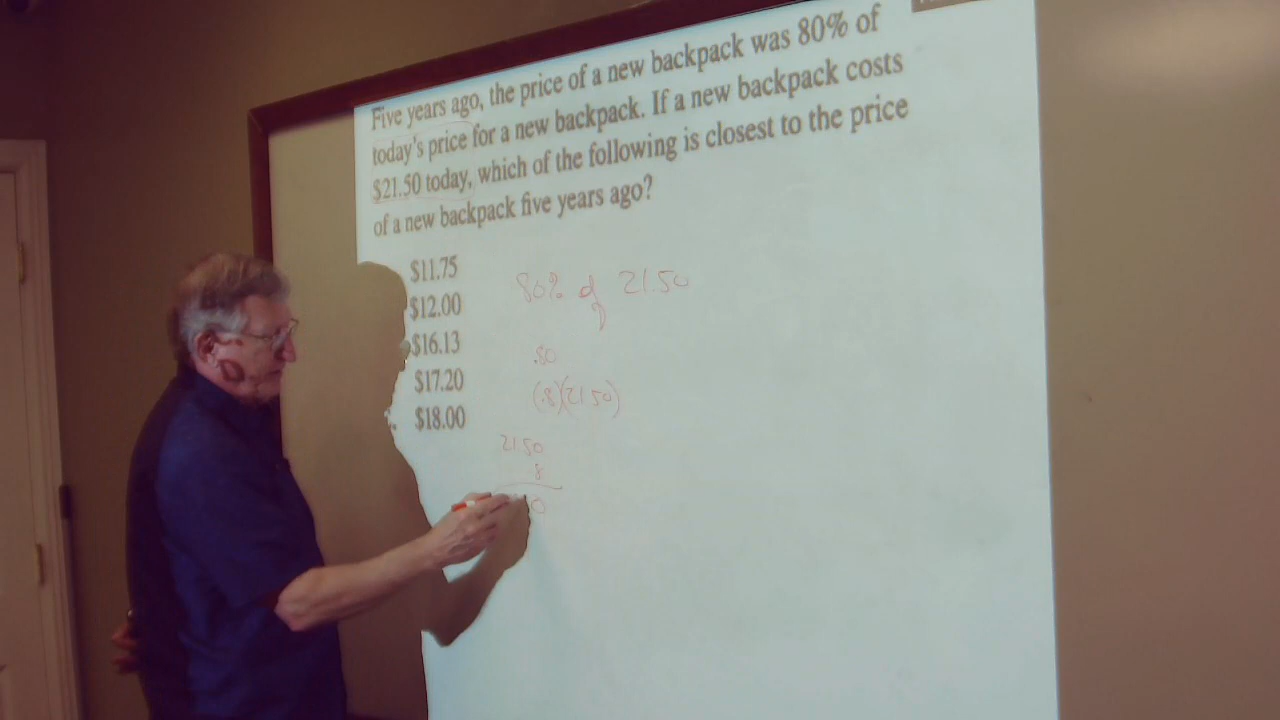 Five years ago, the price of a new backpack was 80% of
today's price for a new backpack. If a new backpack costs
$21.50 today, which of the following is closest to the price
of a new backpack five years ago?
$11.75
$12.00
$16.13
$17.20
$18.00
80% of 21.50
.80
(.8)(21.50)
21.50
.8
0